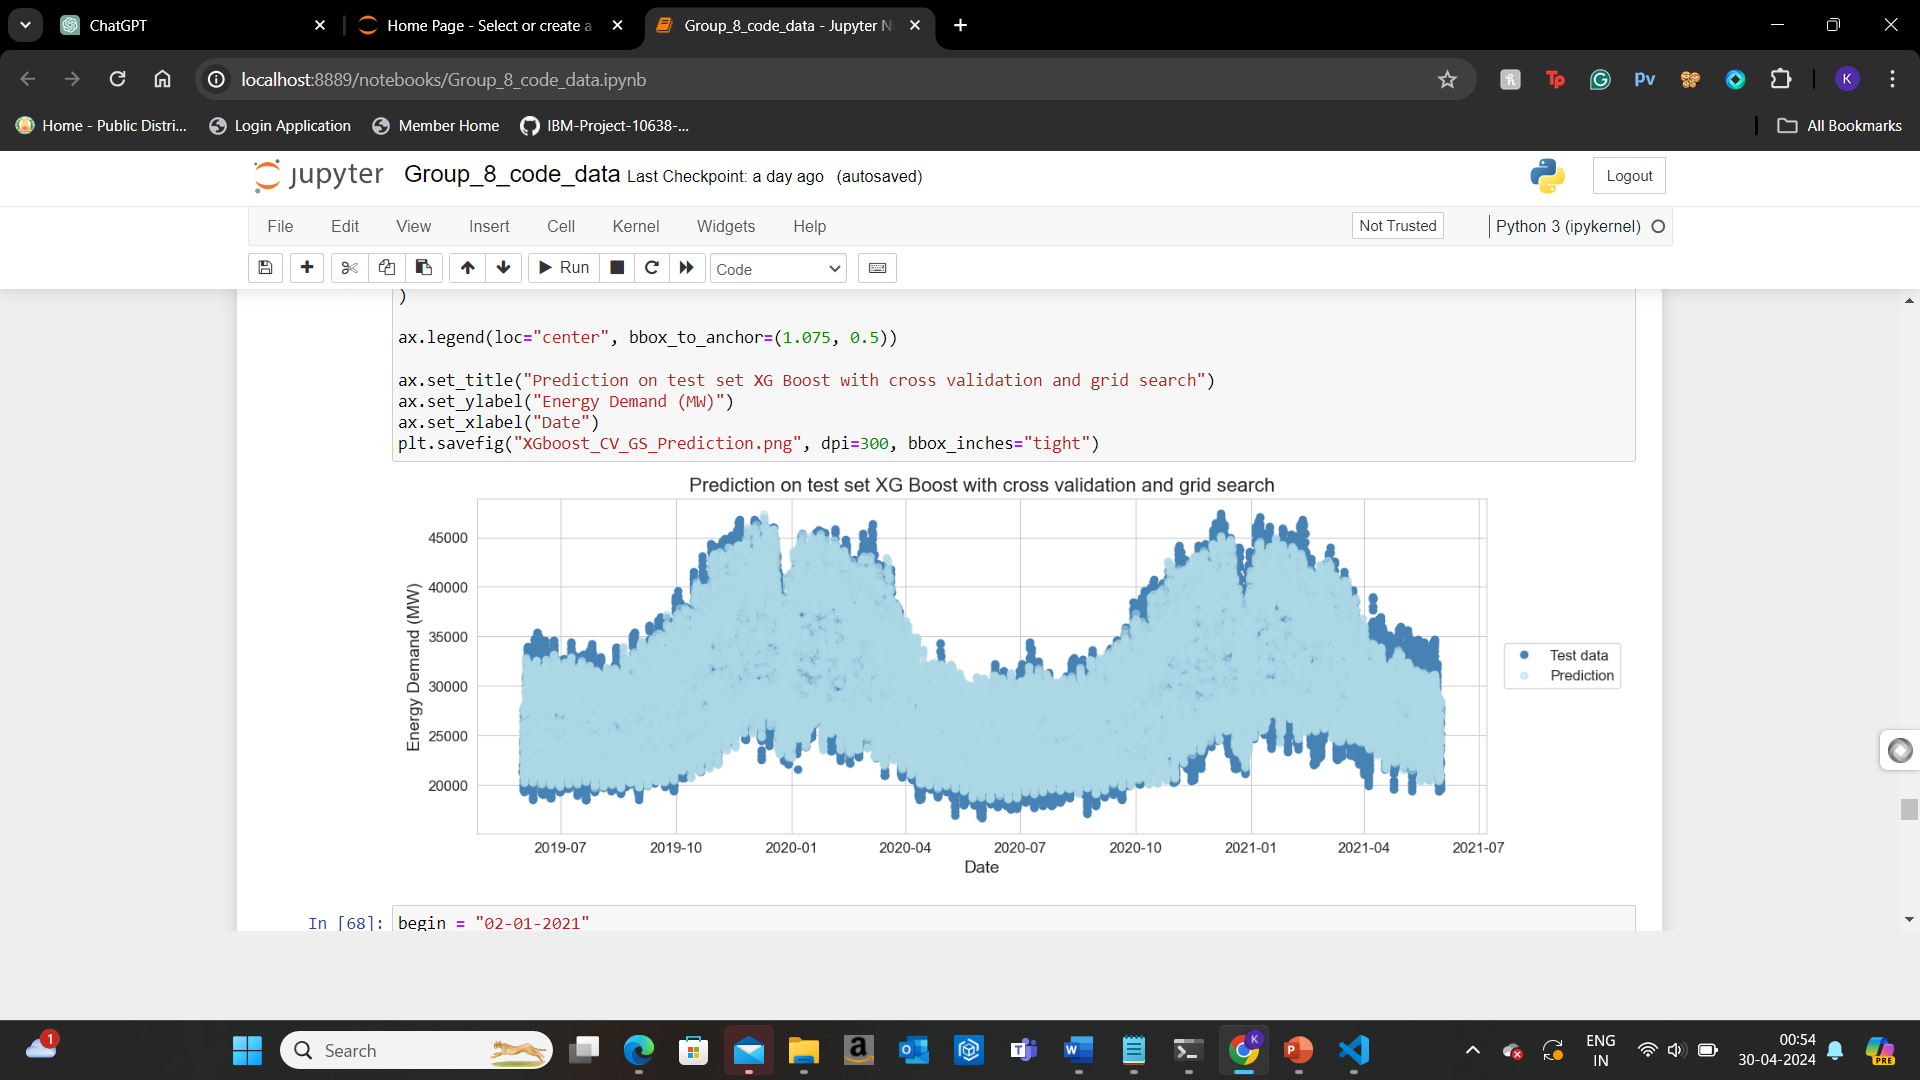 ChatGPT
Home Page - Select or create a
Group_8_code_data - Jupyter N
localhost:8889/notebooks/Group_8_code_data.ipynb
Tp
pv
K
Home - Public Distri...
Login Application
Member Home
IBM-Project-10638-...
All Bookmarks
jupyter
Group_8_code_data Last Checkpoint: a day ago (autosaved)
Logout
File Edit View Insert Cell Kernel Widgets Help
Not Trusted
Python 3 (ipykernel)
Run
Code
)
ax.legend(loc="center", bbox_to_anchor=(1.075, 0.5))
ax.set_title("Prediction on test set XG Boost with cross validation and grid search")
ax.set_ylabel("Energy Demand (MW)")
ax.set_xlabel("Date")
plt.savefig("XGboost_CV_GS_Prediction.png", dpi=300, bbox_inches="tight")
Prediction on test set XG Boost with cross validation and grid search
45000
40000
35000
30000
25000
20000
Energy Demand (MW)
Test data
Prediction
2019-07 2019-10 2020-01 2020-04 2020-07 2020-10 2021-01 2021-04 2021-07
Date
In [68]: begin = "02-01-2021"
1
Search
K
ENG
IN
00:54
30-04-2024
PRE